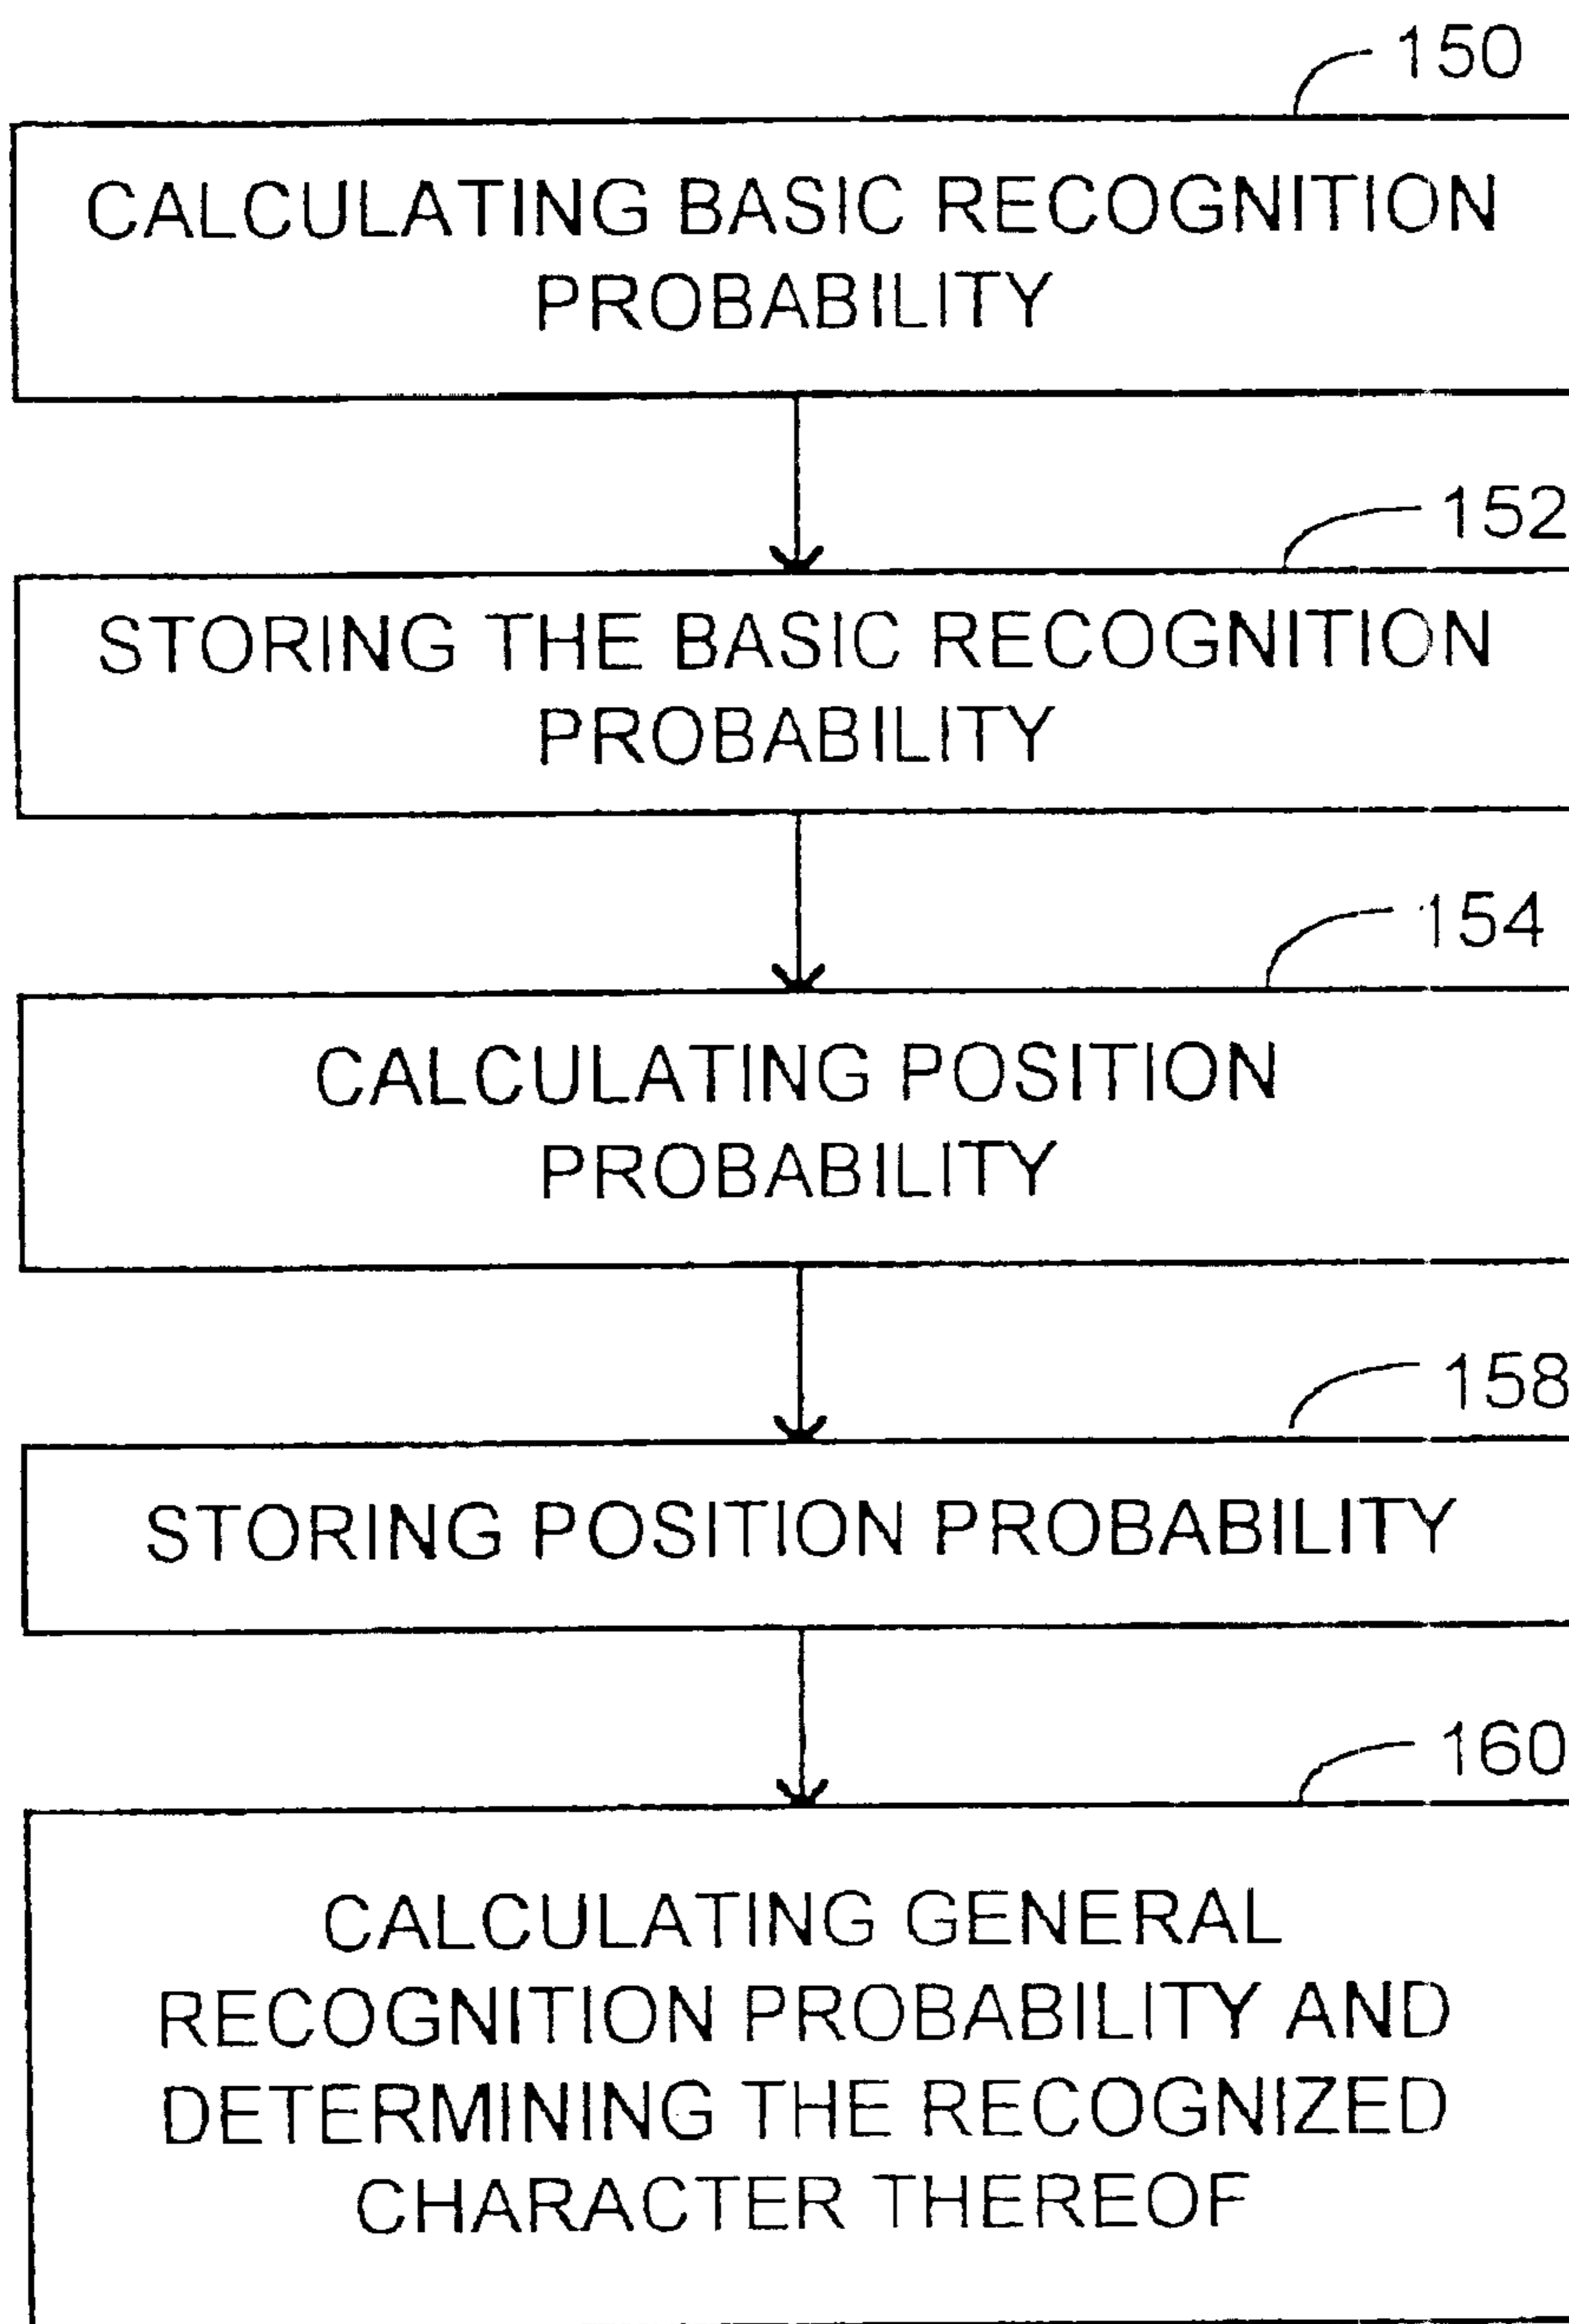 150
CALCULATING BASIC RECOGNITION
PROBABILITY
152
STORING THE BASIC RECOGNITION
PROBABILITY
154
CALCULATING POSITION
PROBABILITY
158
STORING POSITION PROBABILITY
160
CALCULATING GENERAL
RECOGNITION PROBABILITY AND
DETERMINING THE RECOGNIZED
CHARACTER THEREOF